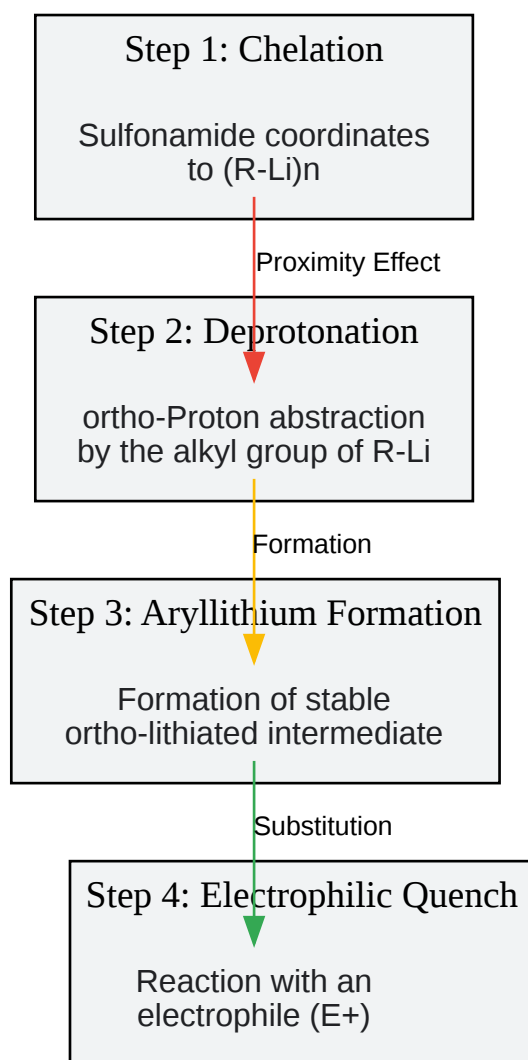 Step 1: Chelation
Sulfonamide coordinates
to (R-Li)n
Proximity Effect
Step 2: Deprotonation
ortho-Proton abstraction
by the alkyl group of R-Li
Formation
Step 3: Aryllithium Formation
Formation of stable
ortho-lithiated intermediate
Substitution
Step 4: Electrophilic Quench
Reaction with an
electrophile (E+)